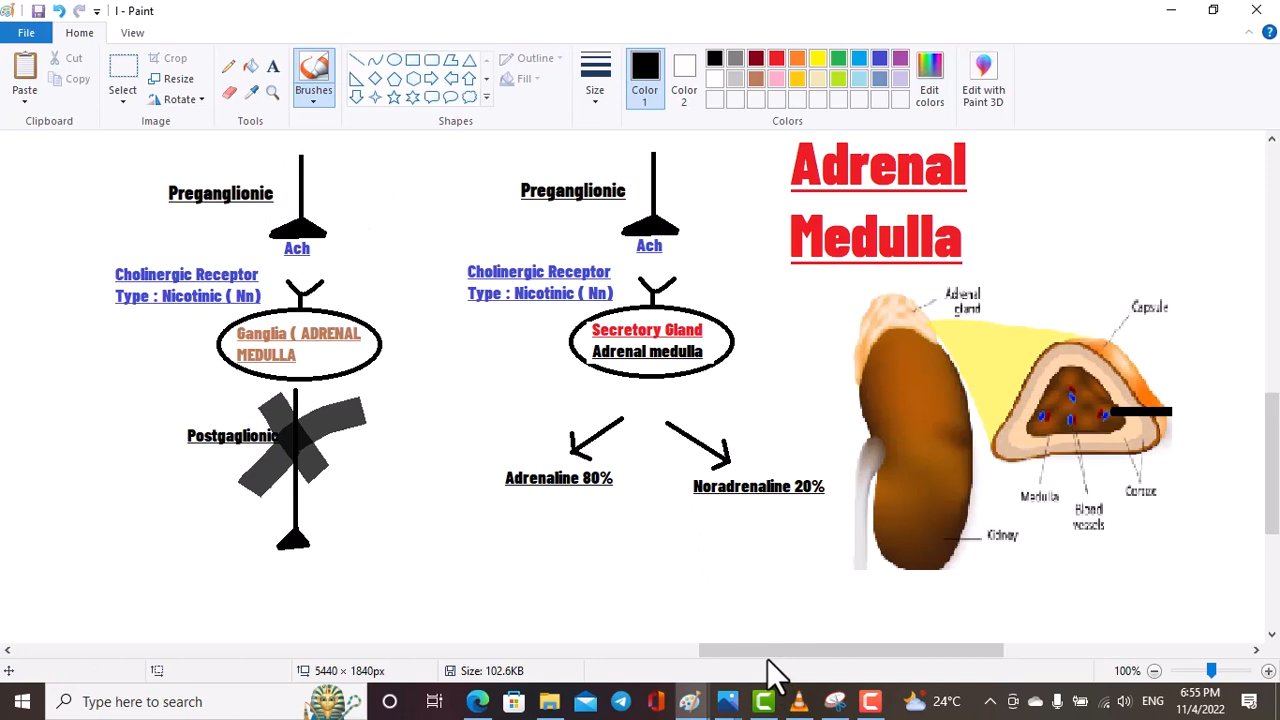 I - Paint
File
Home
View
Paste
Cut
Copy
Clipboard
Select
Crop
Resize
Rotate
Image
Tools
A
Brushes
Shapes
Outline
Fill
Size
Color
1
Color
2
Edit
colors
Edit with
Paint 3D
Colors
Adrenal
Medulla
Preganglionic
Ach
Cholinergic Receptor
Type : Nicotinic ( Nn)
Ganglia ( ADRENAL
MEDULLA
Postgaglionic
Preganglionic
Ach
Cholinergic Receptor
Type : Nicotinic ( Nn)
Secretory Gland
Adrenal medulla
Adrenaline 80%
Noradrenaline 20%
Adrenal
gland
Capsule
Medulla
Blood
vessels
Cortex
Kidney
5440 × 1840px
Size: 102.6KB
100%
Type here to search
24°C
ENG
6:55 PM
11/4/2022